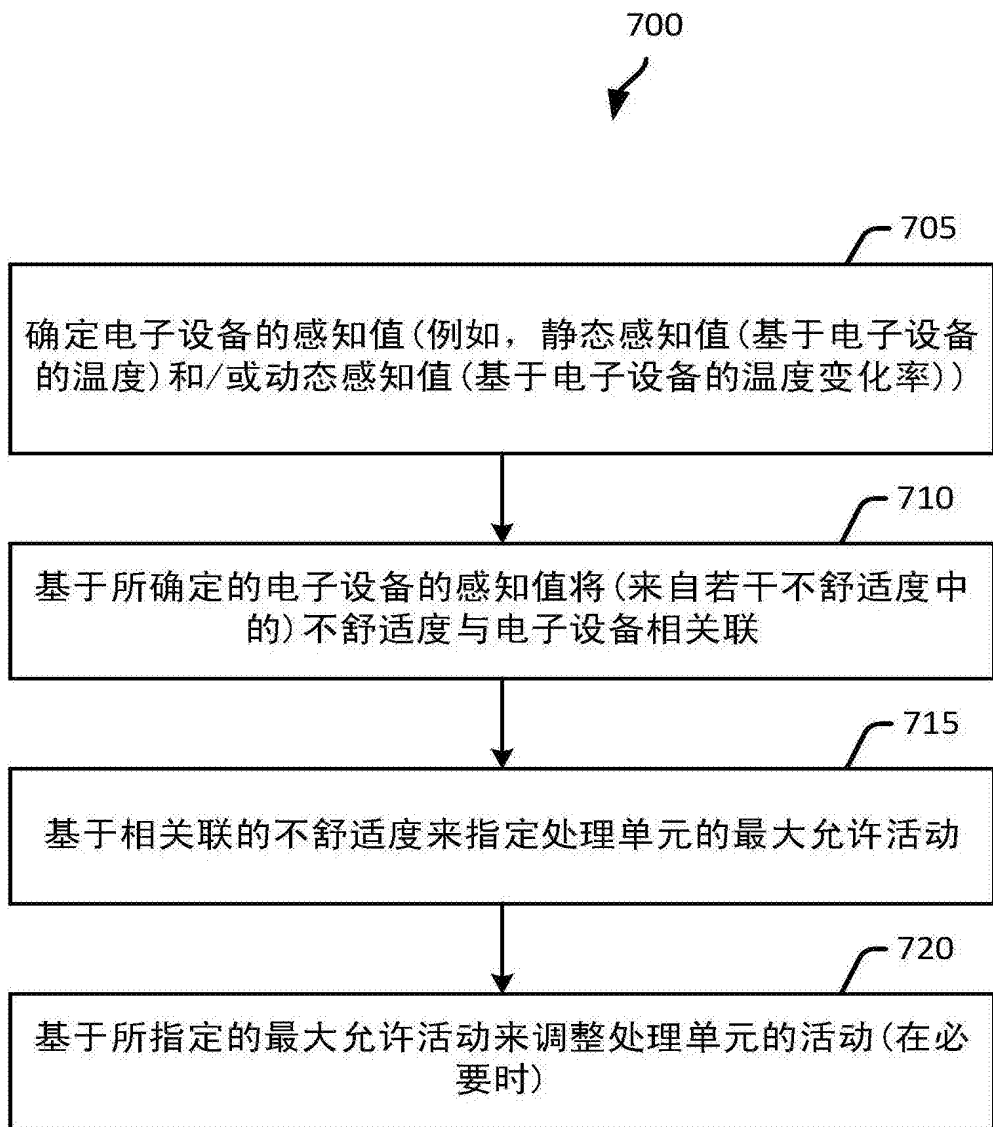 700
705
确定电子设备的感知值(例如，静态感知值(基于电子设备
的温度)和/或动态感知值(基于电子设备的温度变化率))
710
基于所确定的电子设备的感知值将(来自若干不舒适度中
的)不舒适度与电子设备相关联
715
基于相关联的不舒适度来指定处理单元的最大允许活动
720
基于所指定的最大允许活动来调整处理单元的活动(在必
要时)